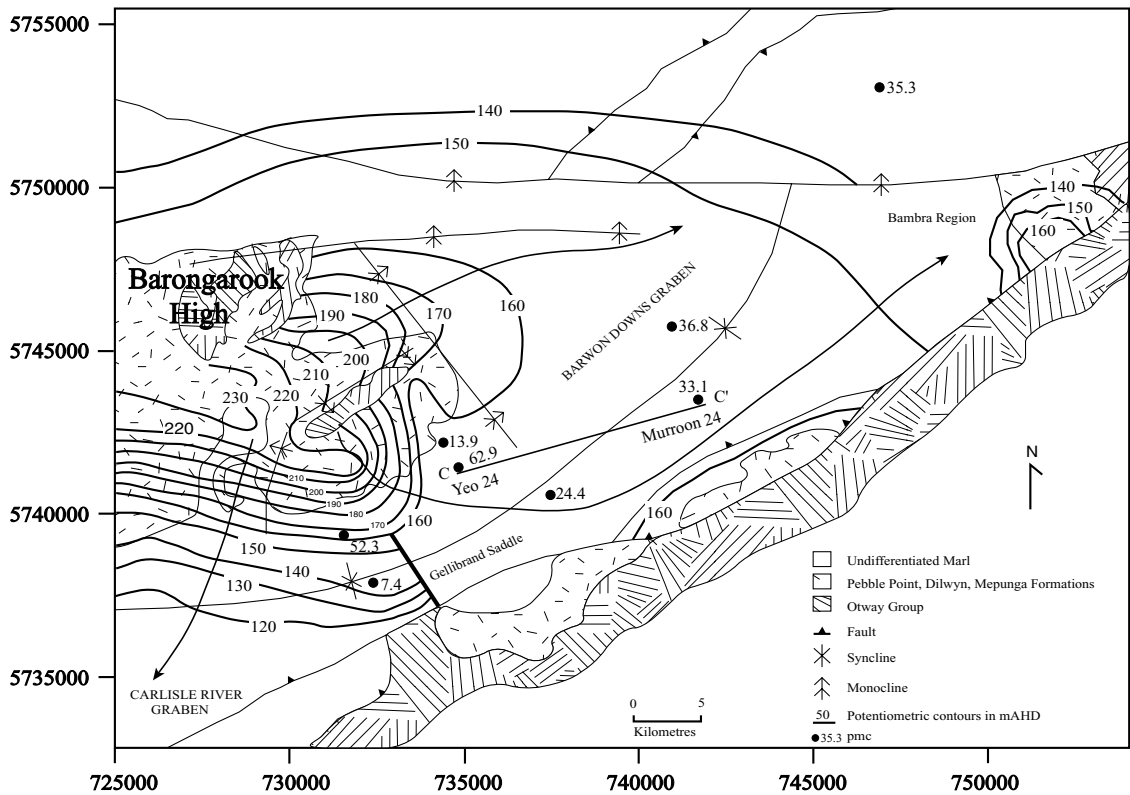 5755000
35.3
140
150
5750000
140
150
160
Bambra Region
Barongarook
High
180
190
170
160
200
210
220
230
BARWON DOWNS GRABEN
36.8
5745000
33.1
C'
Murroon 24
220
13.9
62.9
C
Yeo 24
24.4
210
200
190
180
170
160
160
5740000
52.3
150
140
130
120
7.4
Gellibrand Saddle
N
5735000
CARLISLE RIVER
GRABEN
0 5
Kilometres
Undifferentiated Marl
Pebble Point, Dilwyn, Mepunga Formations
Otway Group
Fault
Syncline
Monocline
50 Potentiometric contours in mAHD
35.3 pmc
725000 730000 735000 740000 745000 750000